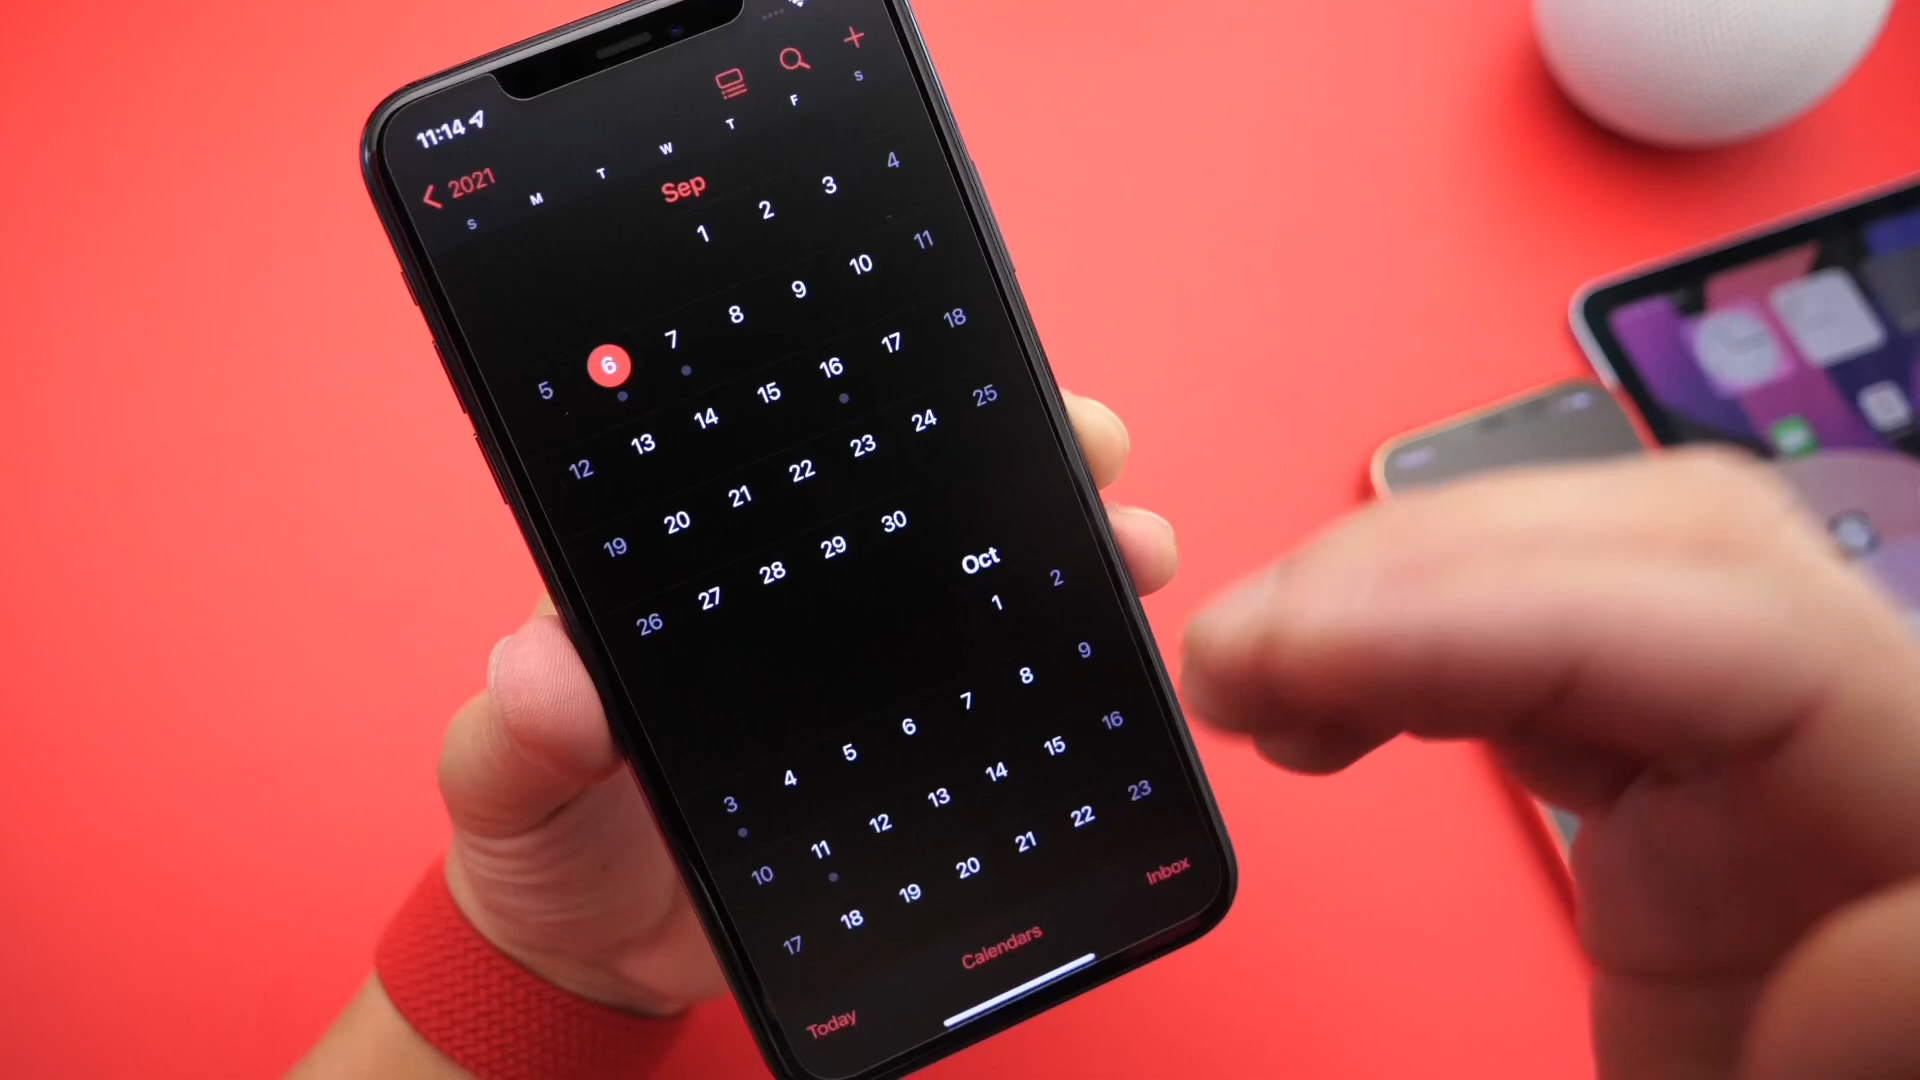 11:14
2021
S M T W T F S
Sep
1 2 3 4
5 6 7 8 9 10 11
12 13 14 15 16 17 18
19 20 21 22 23 24 25
26 27 28 29 30
Oct
1 2
3 4 5 6 7 8 9
10 11 12 13 14 15 16
17 18 19 20 21 22 23
Today Calendars Inbox